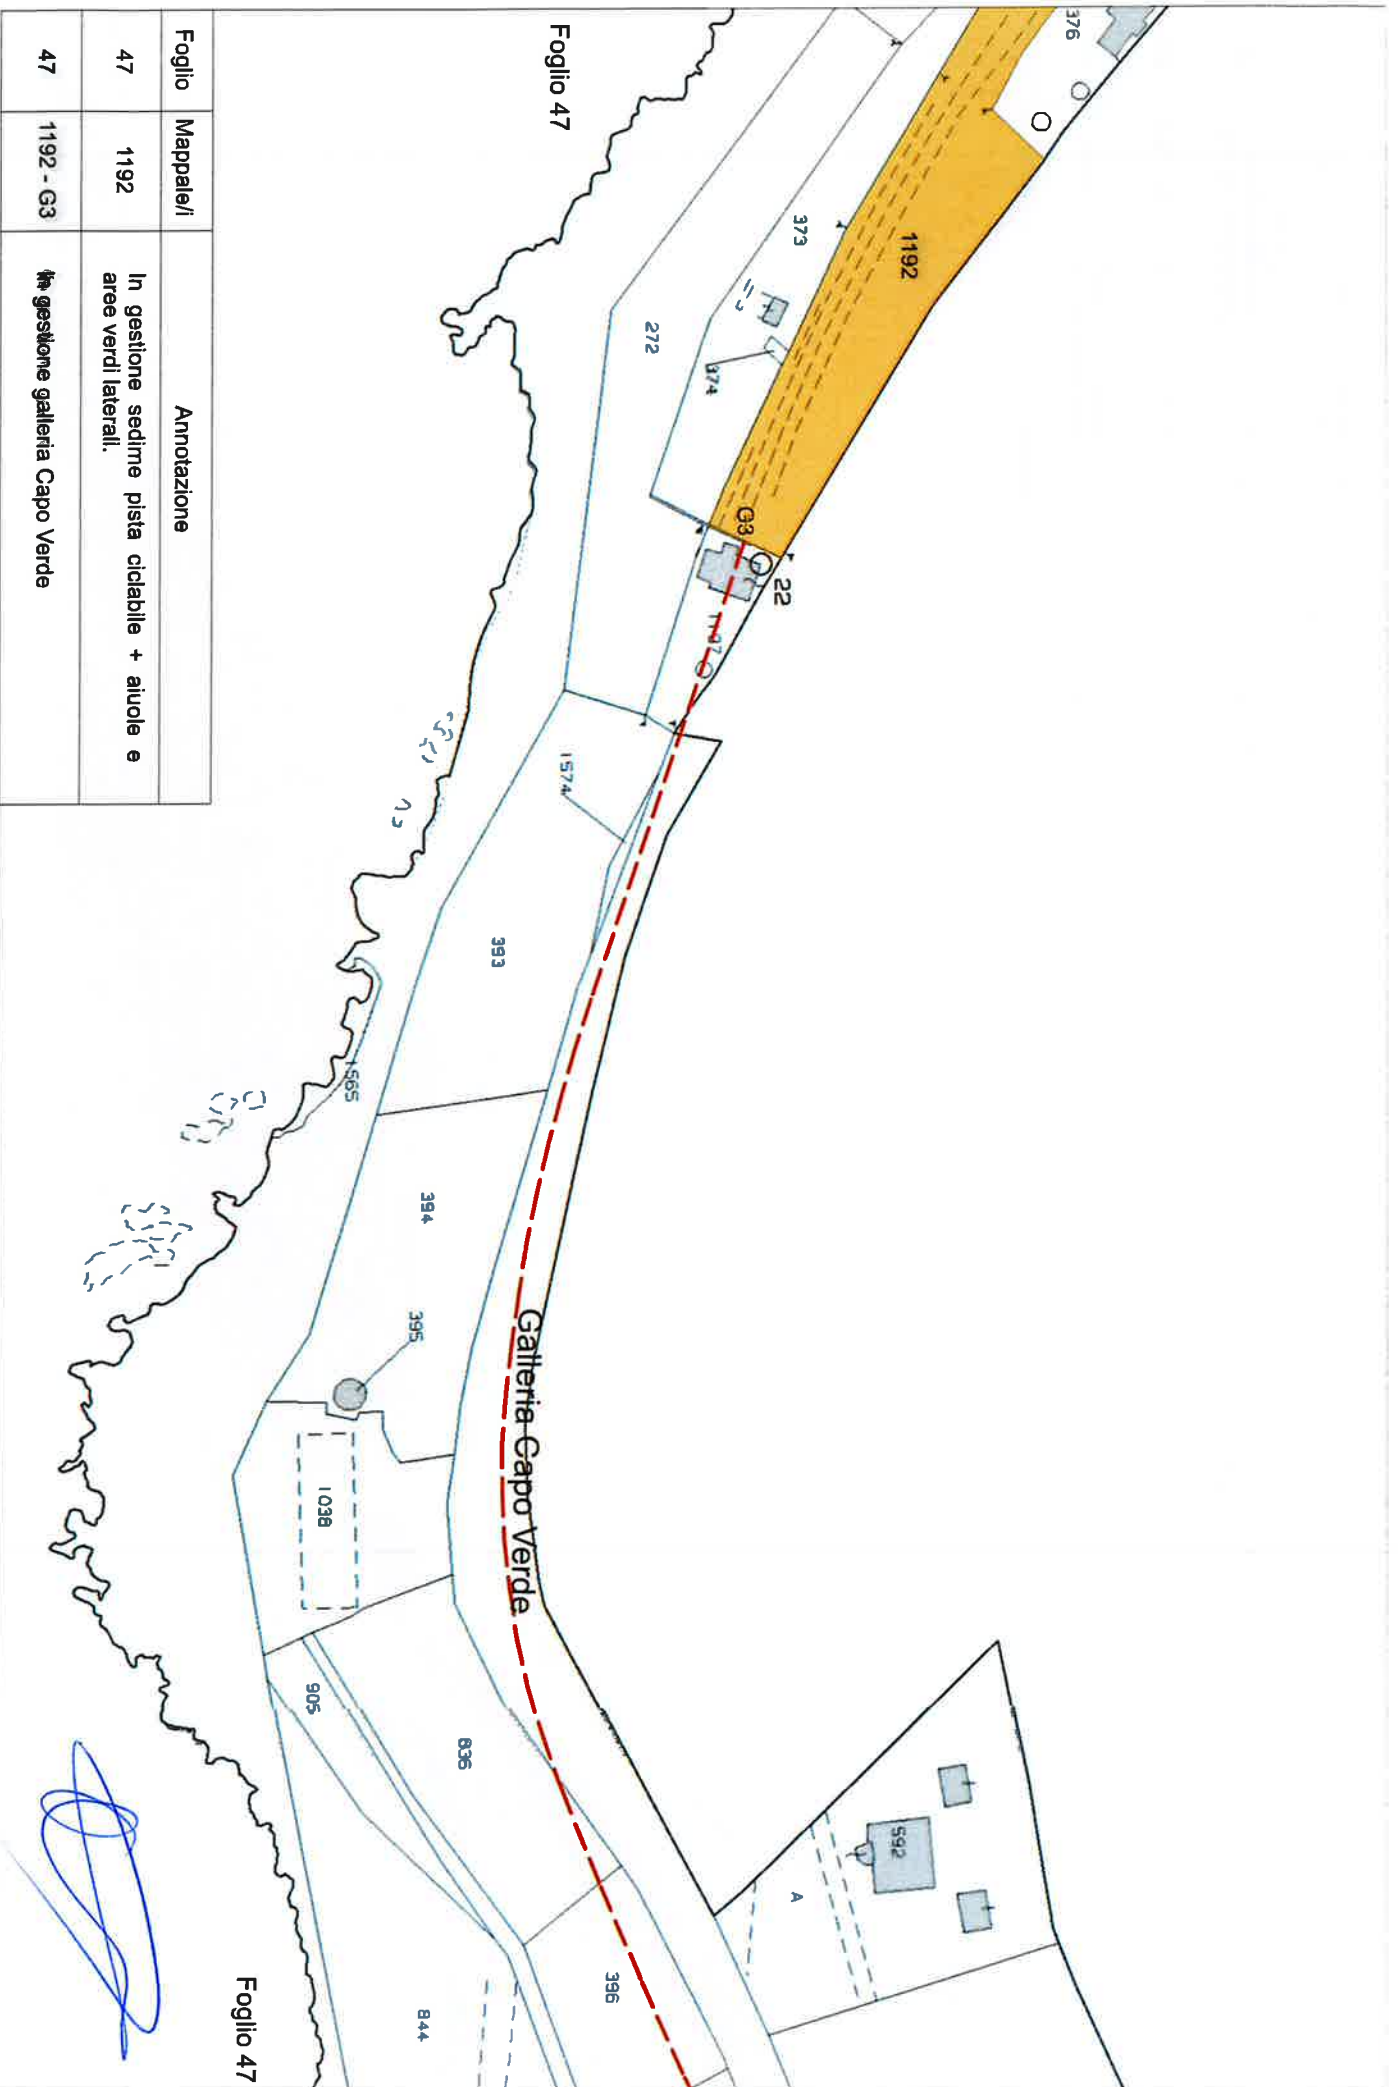 Foglio 47
376
1192
373
374
272
G3
22
1197
1574
393
1565
394
395
Galleria Capo Verde
1038
905
836
592
A
396
844
Foglio 47
Foglio Mappale/i Annotazione
47 1192 In gestione sedime pista ciclabile + aiuole e
aree verdi laterali.
47 1192 - G3 In gestione galleria Capo Verde